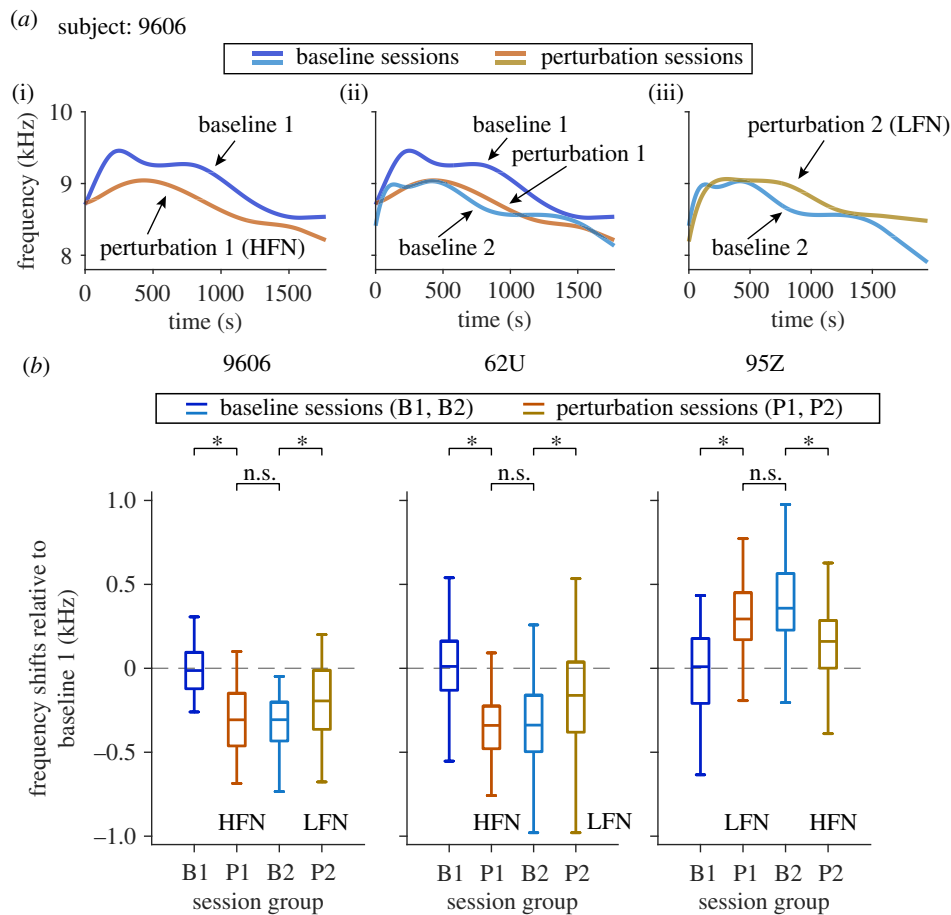 (a) subject: 9606
baseline sessions perturbation sessions
(i) (ii) (iii)
frequency (kHz)
10
9
8
baseline 1
perturbation 1 (HFN)
0 500 1000 1500
time (s)
baseline 1
perturbation 1
baseline 2
0 500 1000 1500
time (s)
perturbation 2 (LFN)
baseline 2
0 500 1000 1500
time (s)
(b) 9606 62U 95Z
baseline sessions (B1, B2) perturbation sessions (P1, P2)
* * * * * *
n.s. n.s. n.s.
frequency shifts relative to
baseline 1 (kHz)
1.0
0.5
0
−0.5
−1.0
HFN LFN HFN LFN LFN HFN
B1 P1 B2 P2 B1 P1 B2 P2 B1 P1 B2 P2
session group session group session group